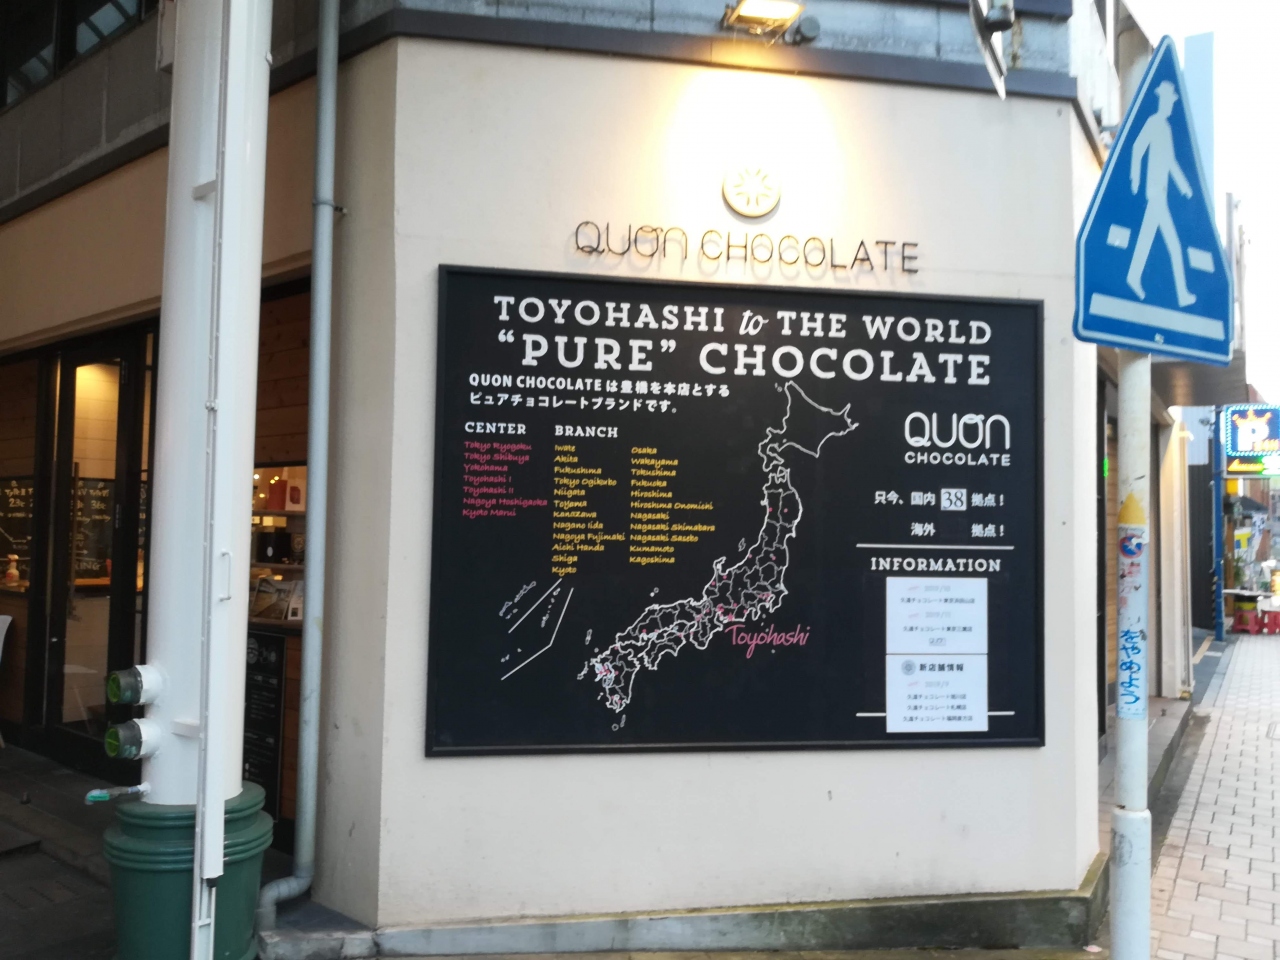 QUON CHOCOLATE
TOYOHASHI to THE WORLD
“PURE” CHOCOLATE
QUON CHOCOLATE は豊橋を本店とする
ピュアチョコレートブランドです。
CENTER
Tokyo Ryogoku
Tokyo Shibuya
Yokohama
Toyohashi I
Toyohashi II
Nagoya Hoshigaoka
Kyoto Marui
BRANCH
Iwate
Akita
Fukushima
Tokyo Ogikubo
Niigata
Toyama
Kanazawa
Nagano Iida
Nagoya Fujimaki
Aichi Handa
Shiga
Kyoto
Osaka
Wakayama
Tokushima
Fukuoka
Hiroshima
Hiroshima Onomichi
Nagasaki
Nagasaki Shimabara
Nagasaki Sasebo
Kumamoto
Kagoshima
Toyohashi
QUON
CHOCOLATE
只今、国内 38 拠点！
海外 拠点！
INFORMATION
新店舗情報